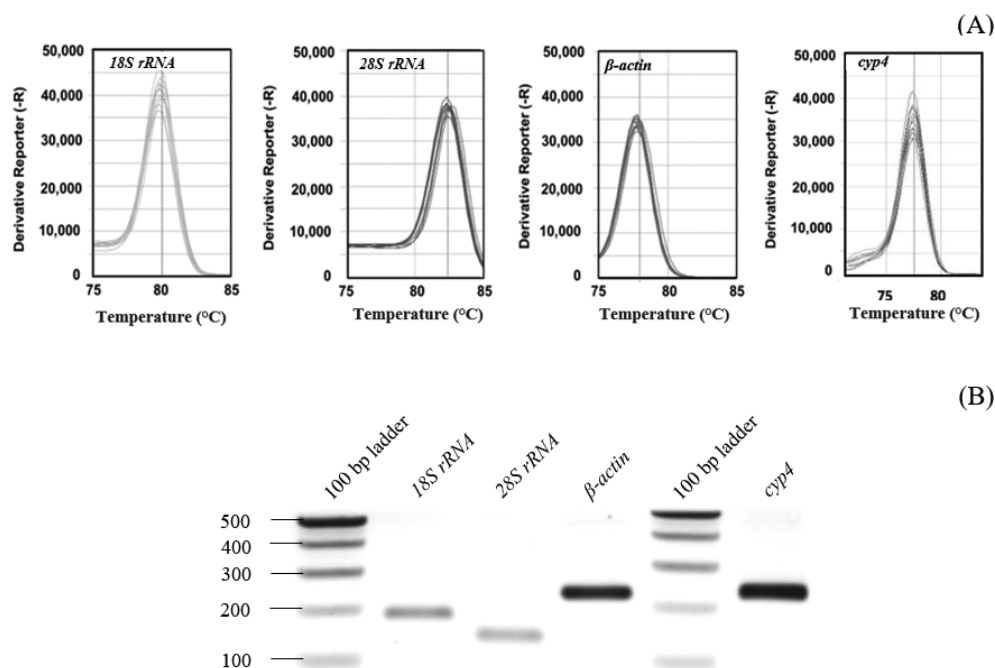 (A)
18S rRNA
50,000
40,000
30,000
20,000
10,000
0
75 80 85
Derivative Reporter (-R)
Temperature (°C)
28S rRNA
50,000
40,000
30,000
20,000
10,000
0
75 80 85
Derivative Reporter (-R)
Temperature (°C)
β-actin
50,000
40,000
30,000
20,000
10,000
0
75 80 85
Derivative Reporter (-R)
Temperature (°C)
cyp4
50,000
40,000
30,000
20,000
10,000
0
75 80
Derivative Reporter (-R)
Temperature (°C)
(B)
100 bp ladder
18S rRNA
28S rRNA
β-actin
100 bp ladder
cyp4
500
400
300
200
100